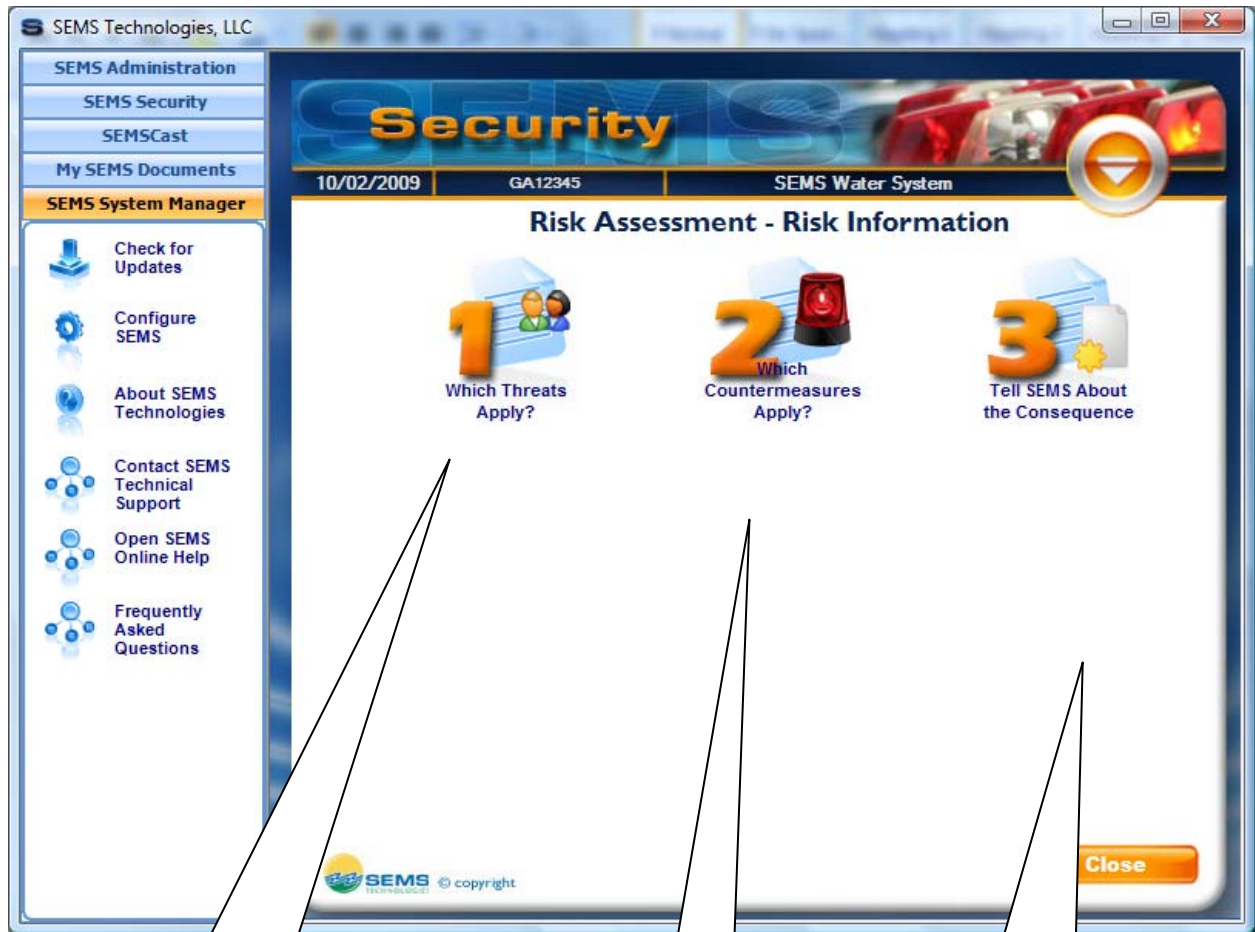 SEMS Technologies, LLC
SEMS Administration
SEMS Security
SEMSCast
My SEMS Documents
SEMS System Manager
Check for
Updates
Configure
SEMS
About SEMS
Technologies
Contact SEMS
Technical
Support
Open SEMS
Online Help
Frequently
Asked
Questions
SEMS
Security
10/02/2009 GA12345 SEMS Water System
Risk Assessment - Risk Information
1
Which Threats
Apply?
2
Which
Countermeasures
Apply?
3
Tell SEMS About
the Consequence
SEMS © copyright
TECHNOLOGIES
Close